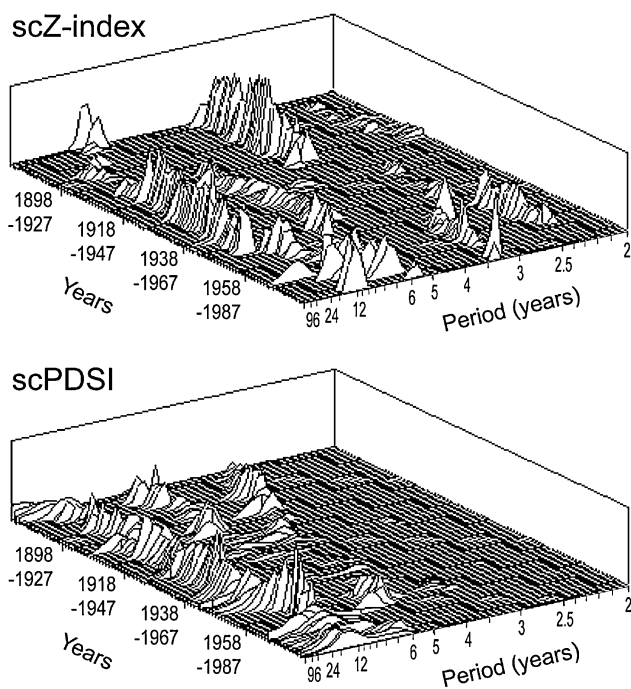 scZ-index
1898
-1927
1918
-1947
1938
-1967
1958
-1987
Years
96 24 12 6 5 4 3 2.5 2
Period (years)
scPDSI
1898
-1927
1918
-1947
1938
-1967
1958
-1987
Years
96 24 12 6 5 4 3 2.5 2
Period (years)